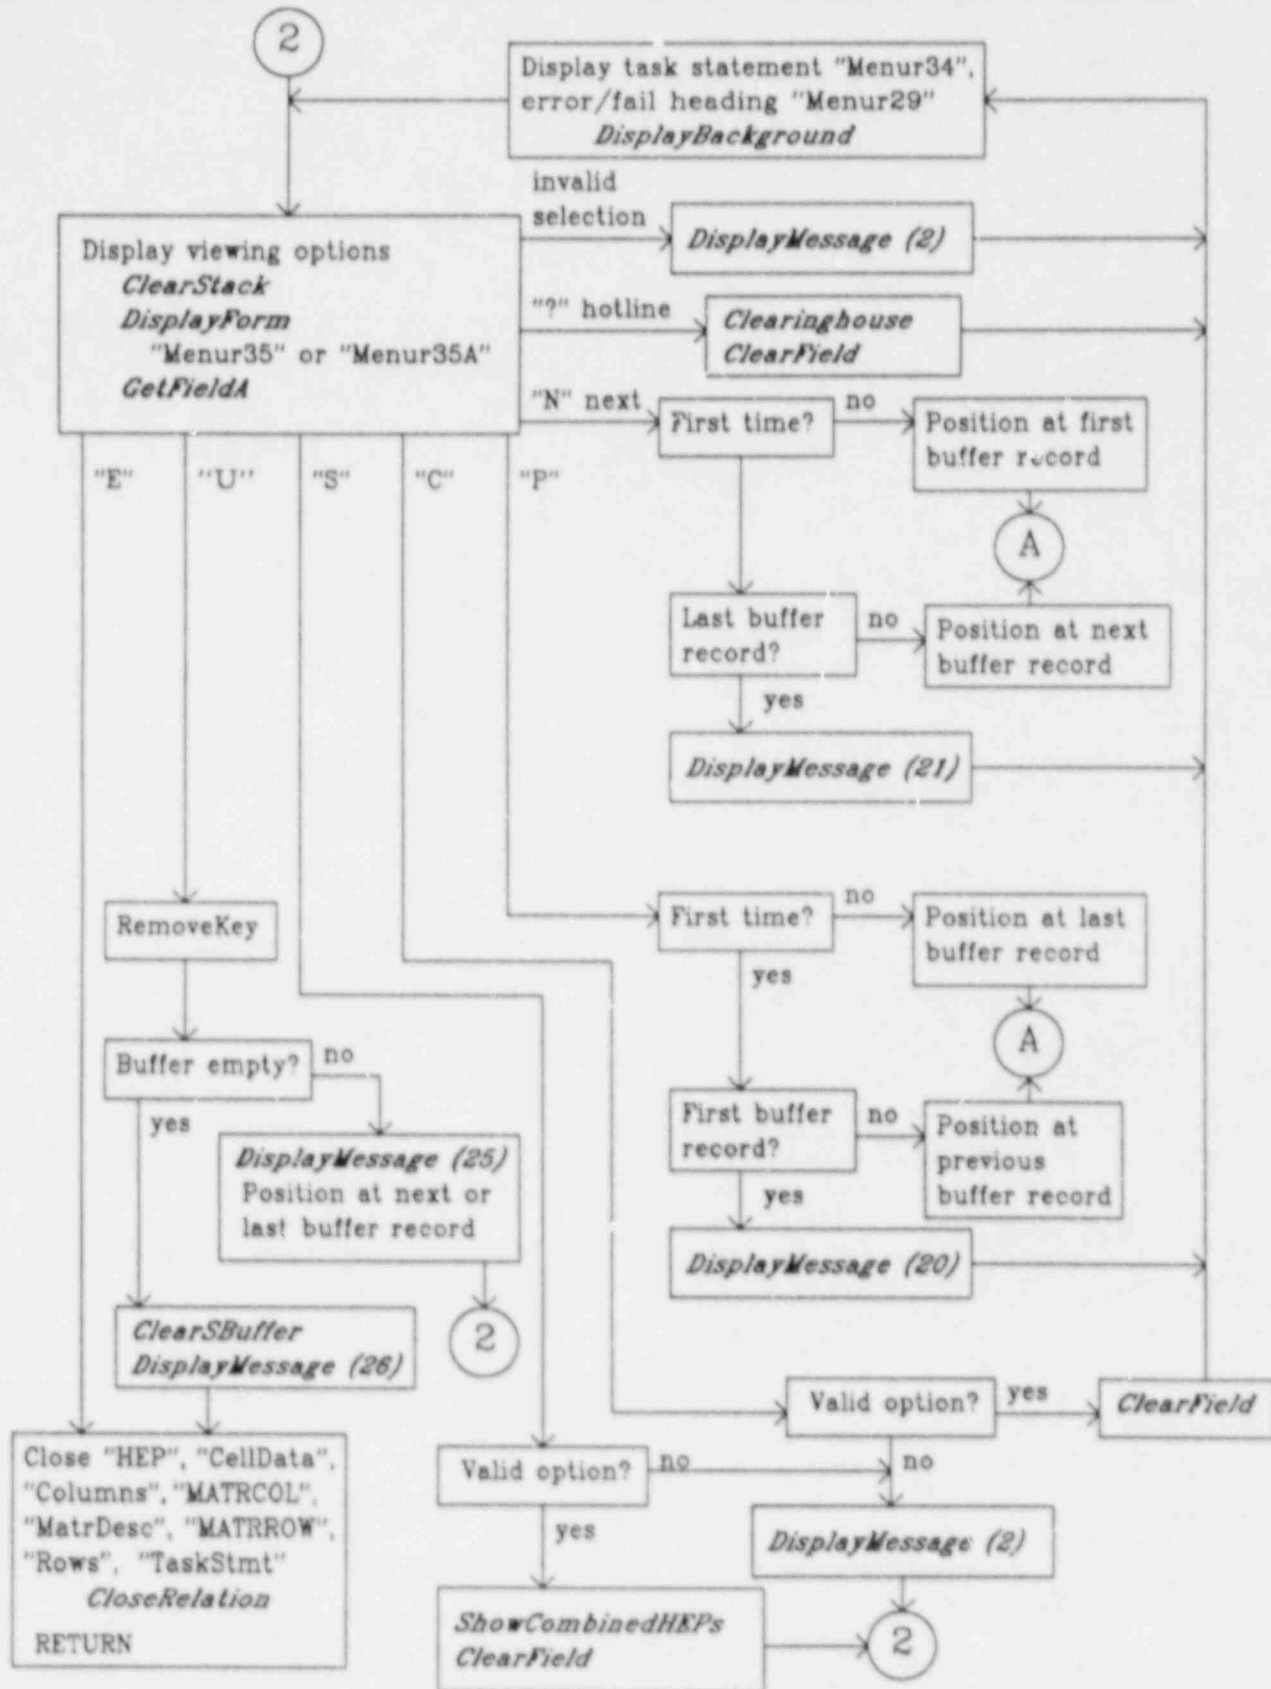 2
Display task statement "Menur34",
error/fail heading "Menur29"
DisplayBackground
invalid
selection
DisplayMessage (2)
Display viewing options
ClearStack
DisplayForm
"Menur35" or "Menur35A"
GetFieldA
"?" hotline
Clearinghouse
ClearField
"N" next
First time?
no
Position at first
buffer record
"E"
"U"
"S"
"C"
"P"
A
Last buffer
record?
no
Position at next
buffer record
yes
DisplayMessage (21)
RemoveKey
First time?
no
Position at last
buffer record
yes
A
Buffer empty?
no
yes
First buffer
record?
no
Position at
previous
buffer record
DisplayMessage (25)
Position at next or
last buffer record
yes
DisplayMessage (20)
2
ClearSBuffer
DisplayMessage (26)
Valid option?
yes
ClearField
Close "HEP", "CellData",
"Columns", "MATRCOL",
"MatrDesc", "MATRROW",
"Rows", "TaskStmt"
CloseRelation
RETURN
Valid option?
no
no
yes
DisplayMessage (2)
ShowCombinedHEPs
ClearField
2